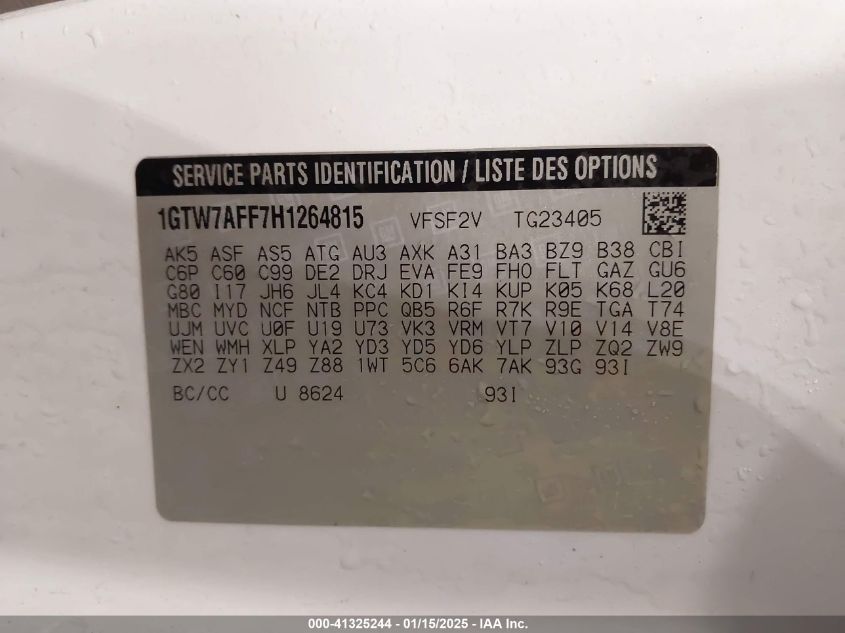 SERVICE PARTS IDENTIFICATION / LISTE DES OPTIONS
1GTW7AFF7H1264815 VFSF2V TG23405
AK5 ASF AS5 ATG AU3 AXK A31 BA3 BZ9 B38 CBI
C6P C60 C99 DE2 DRJ EVA FE9 FHO FLT GAZ GU6
G80 I17 JH6 JL4 KC4 KD1 KI4 KUP K05 K68 L20
MBC MYD NCF NTB PPC QB5 R6F R7K R9E TGA T74
UJM UVC U0F U19 U73 VK3 VRM VT7 V10 V14 V8E
WEN WMH XLP YA2 YD3 YD5 YD6 YLP ZLP ZQ2 ZW9
ZX2 ZY1 Z49 Z88 1WT 5C6 6AK 7AK 93G 93I
BC/CC U 8624 93I
000-41325244 - 01/15/2025 - IAA Inc.